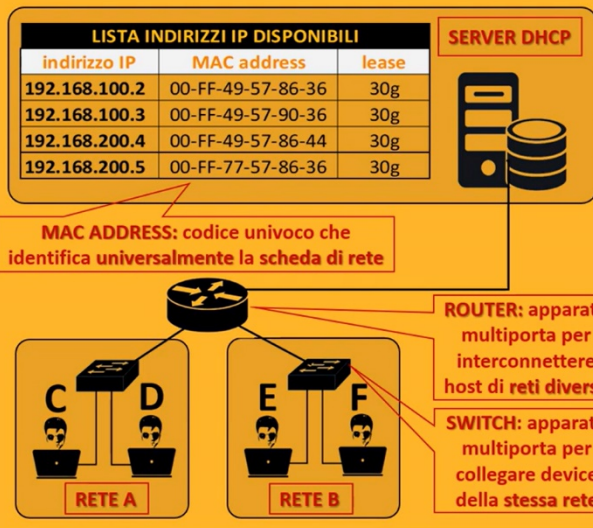 LISTA INDIRIZZI IP DISPONIBILI
indirizzo IP MAC address lease
192.168.100.2 00-FF-49-57-86-36 30g
192.168.100.3 00-FF-49-57-90-36 30g
192.168.200.4 00-FF-49-57-86-44 30g
192.168.200.5 00-FF-77-57-86-36 30g
SERVER DHCP
MAC ADDRESS: codice univoco che
identifica universalmente la scheda di rete
ROUTER: apparat
multiporta per
interconnettere
host di reti divers
SWITCH: apparat
multiporta per
collegare device
della stessa rete
C D
RETE A
E F
RETE B